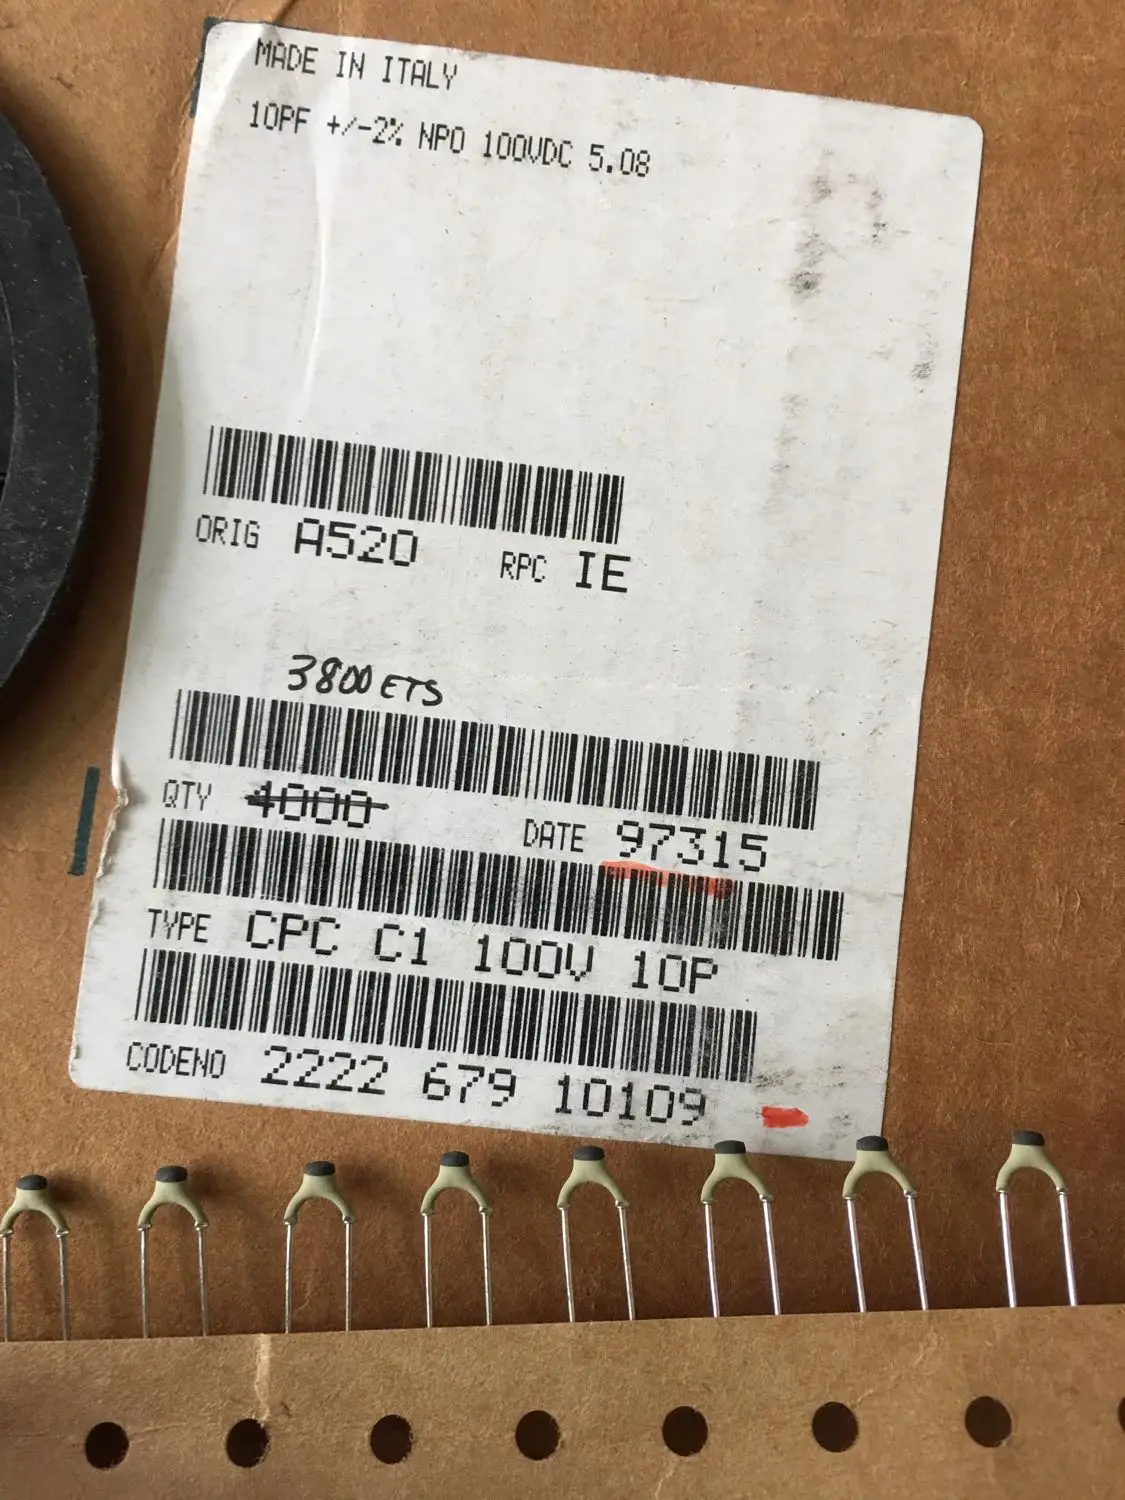 MADE IN ITALY
10PF +/-2% NPO 100VDC 5.08
ORIG A520 RPC IE
3800 ETS
QTY 4000 DATE 97315
TYPE CPC C1 100V 10P
CODENO 2222 679 10109